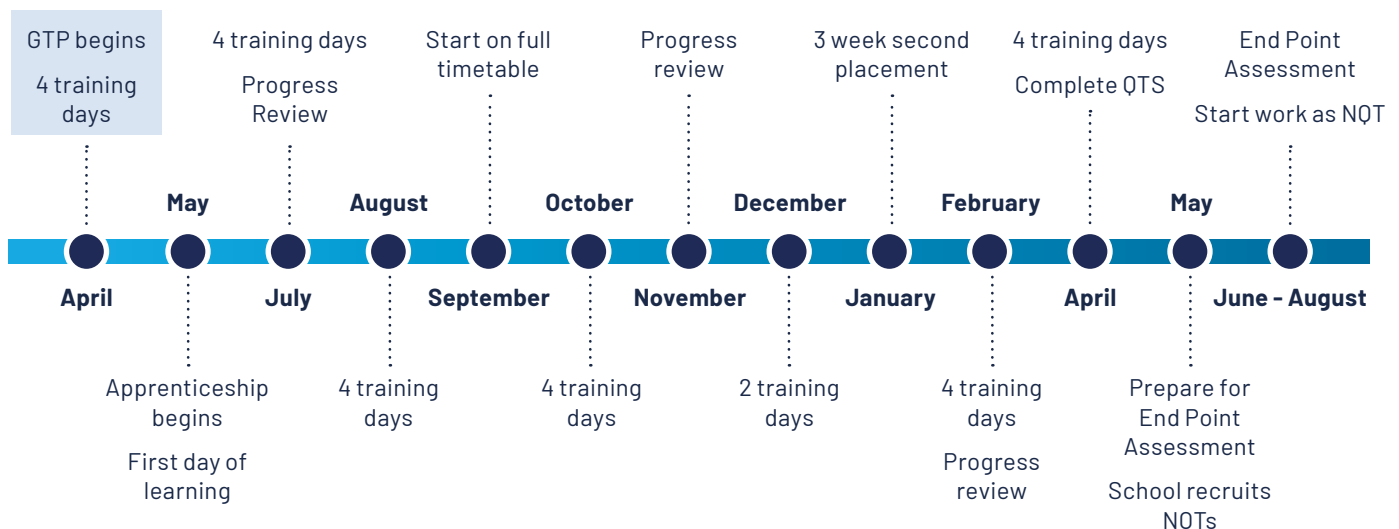 GTP begins
4 training
days
4 training days
Progress
Review
Start on full
timetable
Progress
review
3 week second
placement
4 training days
Complete QTS
End Point
Assessment
Start work as NQT
May
August
October
December
February
May
April
July
September
November
January
April
June - August
Apprenticeship
begins
First day of
learning
4 training
days
4 training
days
2 training
days
4 training
days
Progress
review
Prepare for
End Point
Assessment
School recruits
NQTs